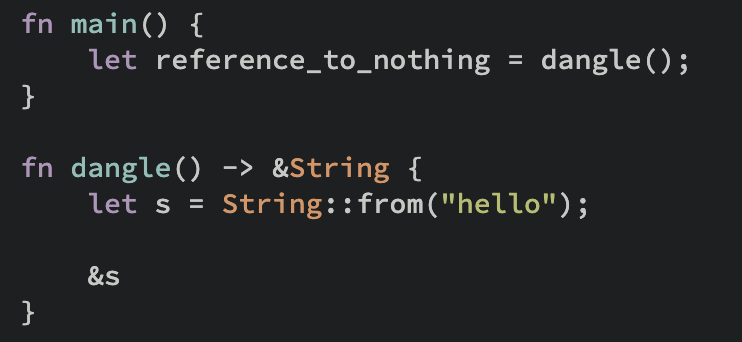 fn main() {
    let reference_to_nothing = dangle();
}

fn dangle() -> &String {
    let s = String::from("hello");

    &s
}